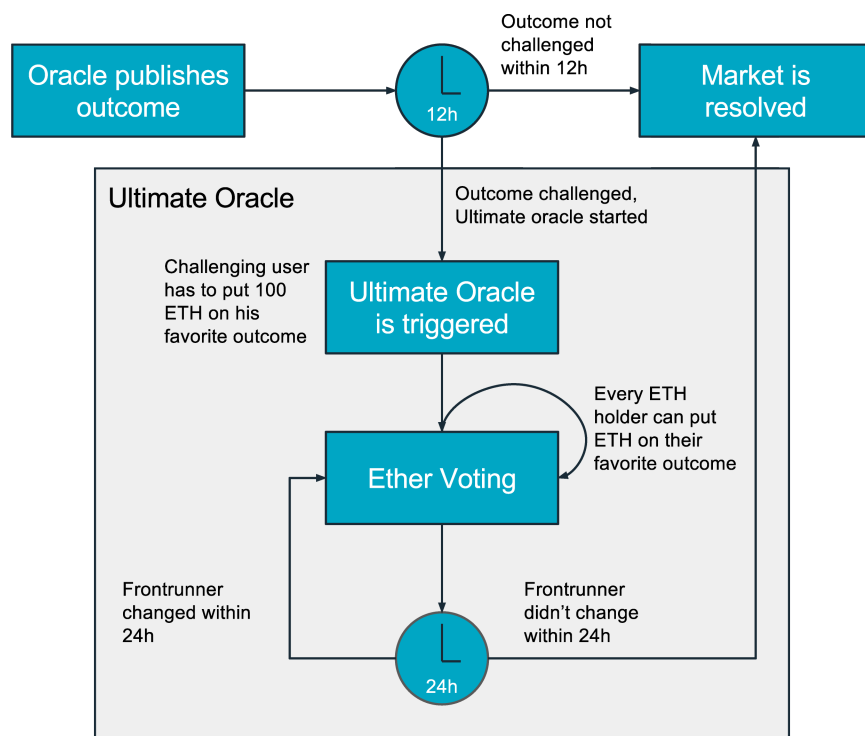 Oracle publishes
outcome
12h
Outcome not
challenged
within 12h
Market is
resolved
Ultimate Oracle
Outcome challenged,
Ultimate oracle started
Challenging user
has to put 100
ETH on his
favorite outcome
Ultimate Oracle
is triggered
Every ETH
holder can put
ETH on their
favorite outcome
Ether Voting
Frontrunner
changed within
24h
Frontrunner
didn't change
within 24h
24h